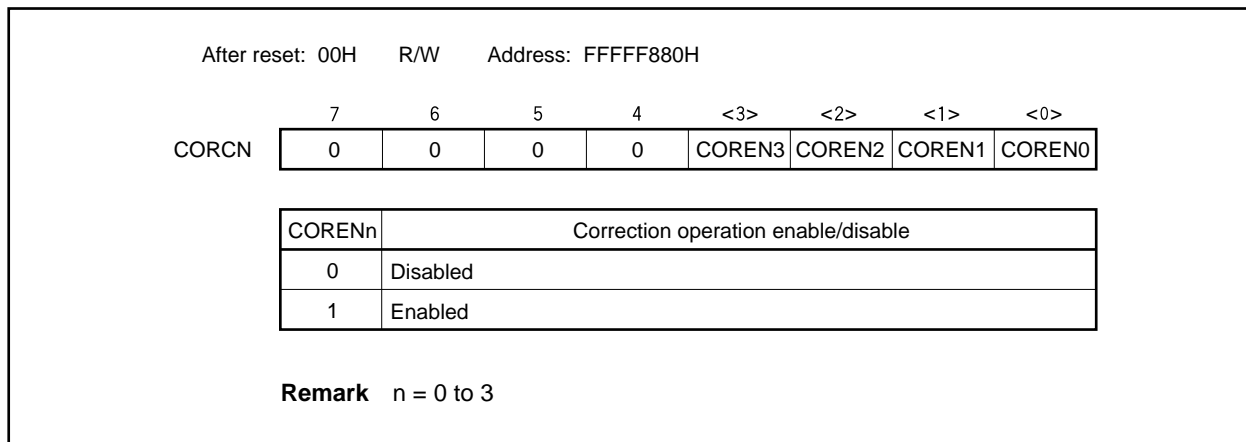 After reset: 00H R/W Address: FFFFF880H
7 6 5 4 <3> <2> <1> <0>
CORCN 0 0 0 0 COREN3 COREN2 COREN1 COREN0
CORENn Correction operation enable/disable
0 Disabled
1 Enabled
Remark n = 0 to 3